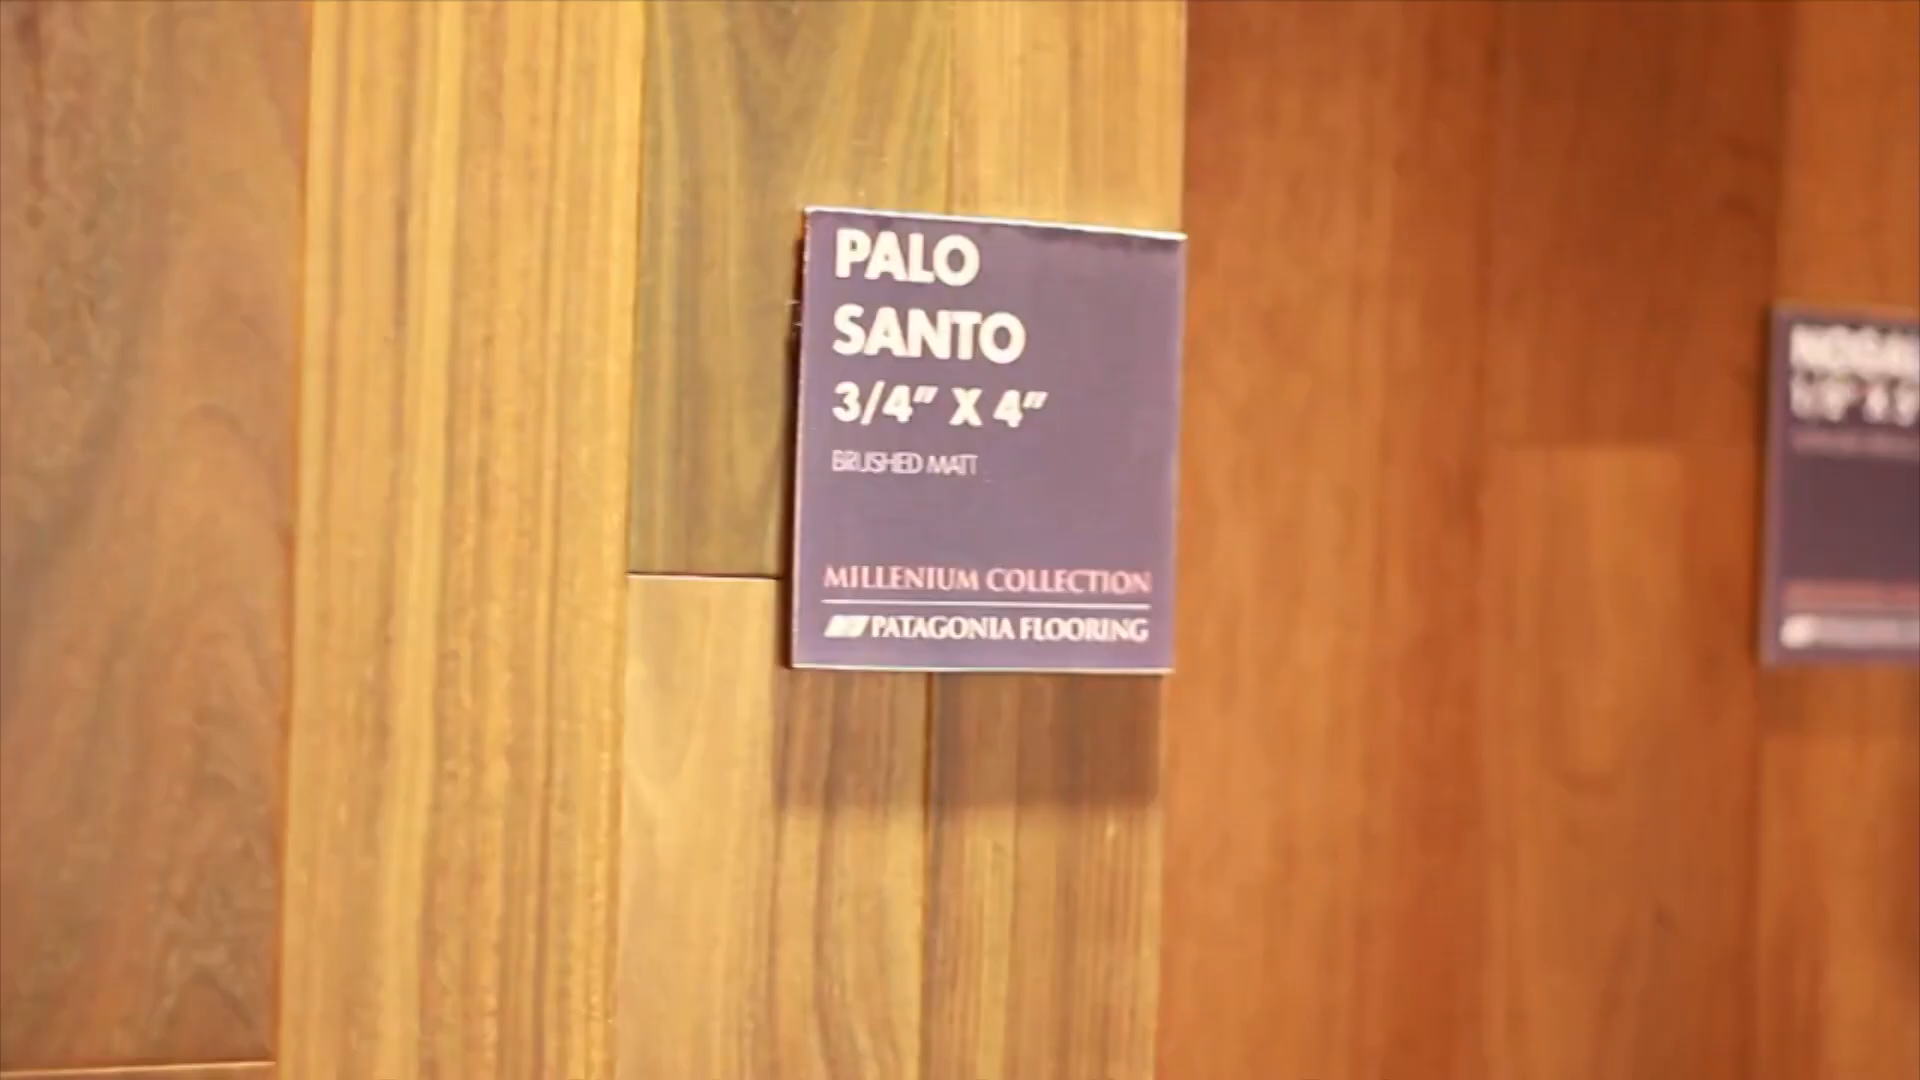 PALO
SANTO
3/4" X 4"
BRUSHED MATT
MILLENIUM COLLECTION
PATAGONIA FLOORING